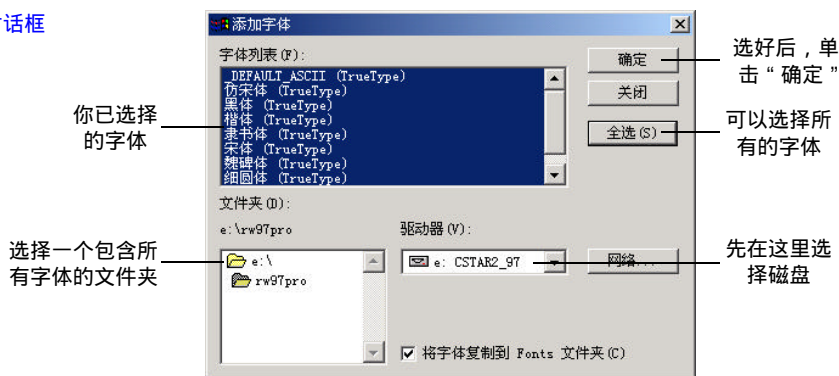 话框
添加字体
字体列表(F):
确定
选好后，单
击“确定”
_DEFAULT_ASCII (TrueType)
仿宋体 (TrueType)
黑体 (TrueType)
楷体 (TrueType)
隶书体 (TrueType)
宋体 (TrueType)
魏碑体 (TrueType)
细圆体 (TrueType)
你已选择
的字体
关闭
全选(S)
可以选择所
有的字体
文件夹(D):
e:\rw97pro
驱动器(V):
选择一个包含所
有字体的文件夹
e:\
rw97pro
e: CSTAR2_97
网络...
先在这里选
择磁盘
将字体复制到 Fonts 文件夹(C)